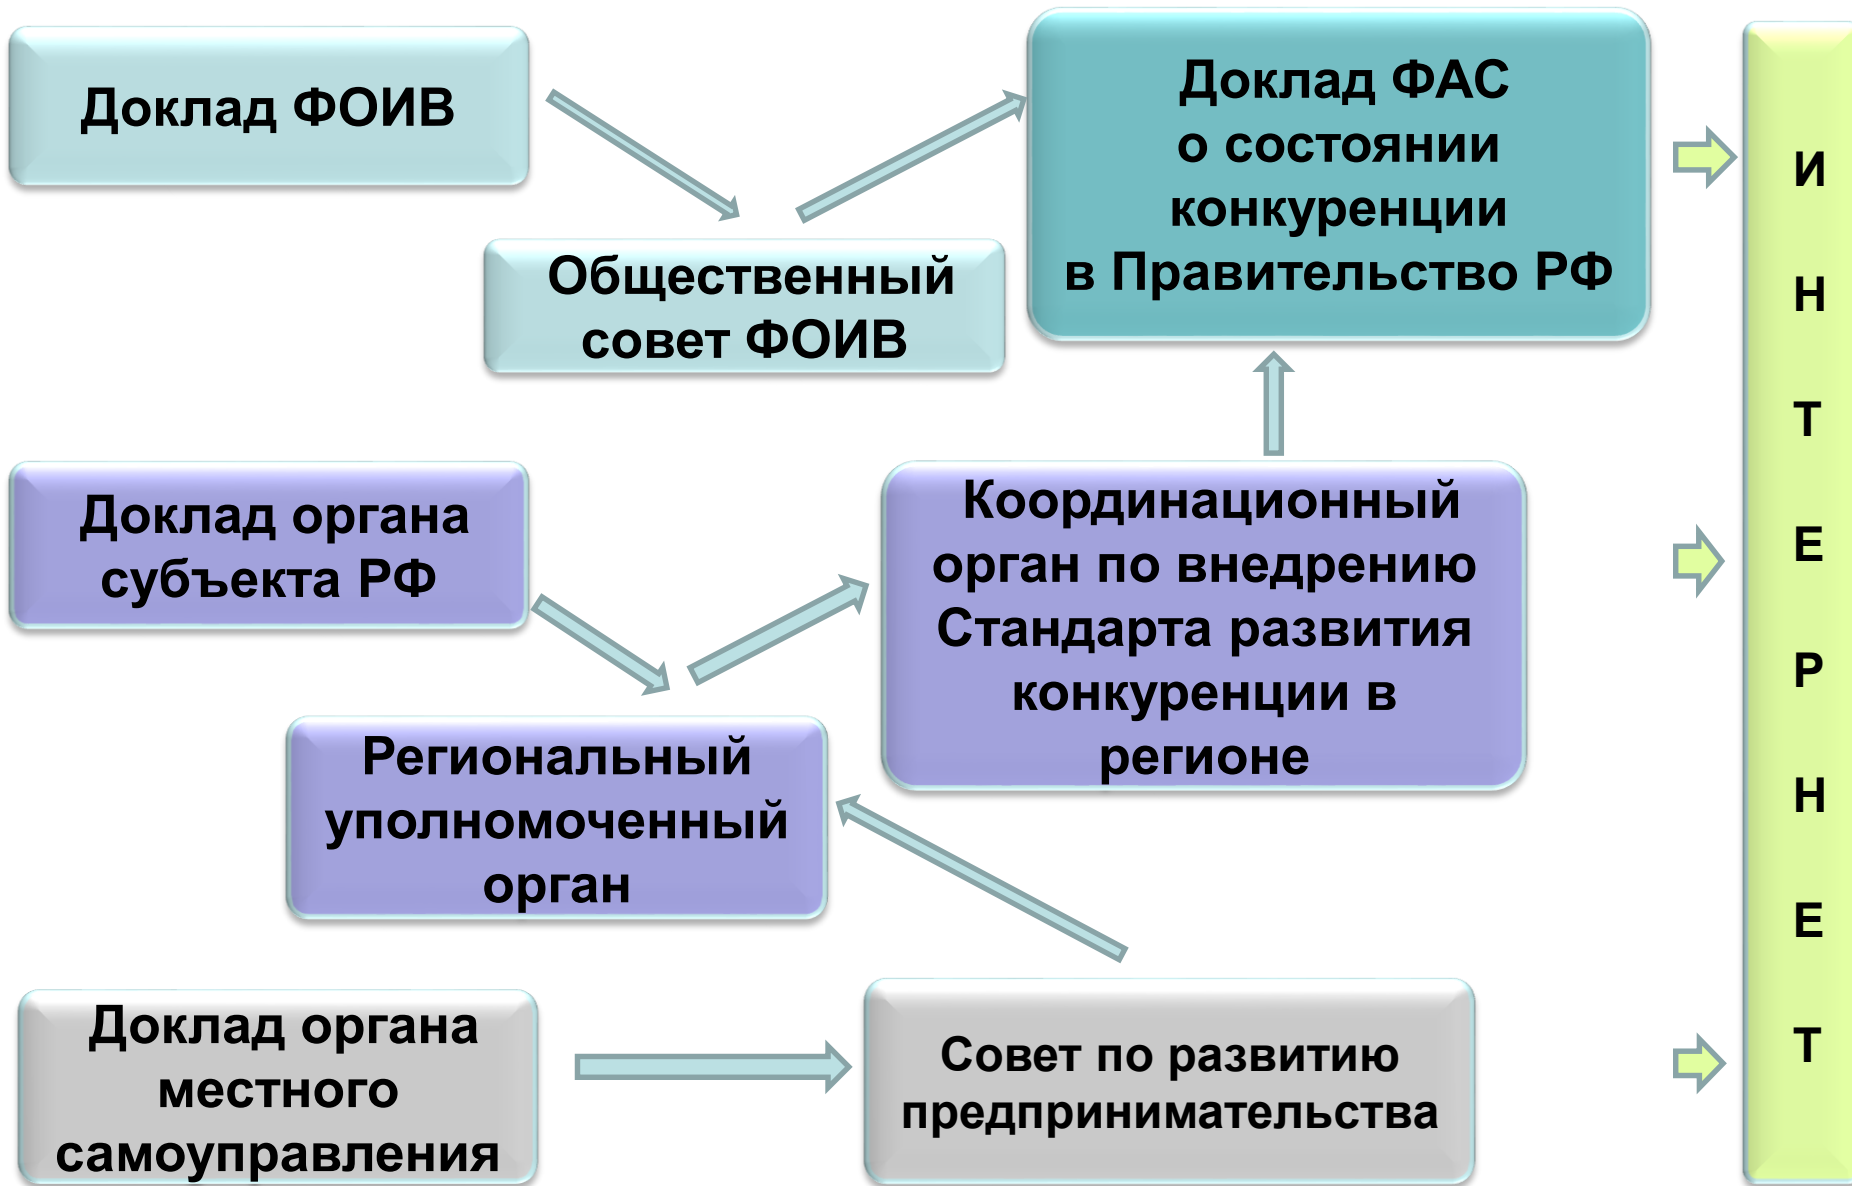 Доклад ФОИВ
Общественный
совет ФОИВ
Доклад ФАС
о состоянии
конкуренции
в Правительство РФ
Доклад органа
субъекта РФ
Региональный
уполномоченный
орган
Координационный
орган по внедрению
Стандарта развития
конкуренции в
регионе
Доклад органа
местного
самоуправления
Совет по развитию
предпринимательства
И
Н
Т
Е
Р
Н
Е
Т